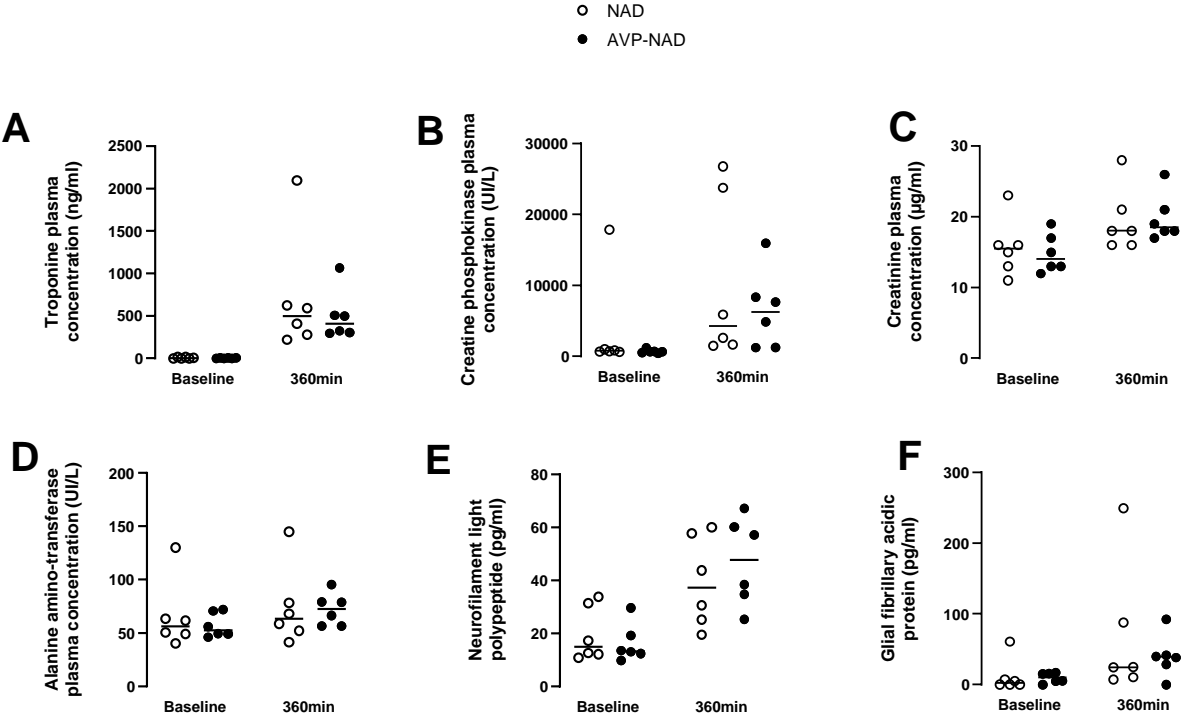 NAD
AVP-NAD
A
Troponine plasma
concentration (ng/ml)
2500
2000
1500
1000
500
0
Baseline
360min
B
Creatine phosphokinase plasma
concentration (UI/L)
30000
20000
10000
0
Baseline
360min
C
Creatinine plasma
concentration (µg/ml)
30
20
10
0
Baseline
360min
D
Alanine amino-transferase
plasma concentration (UI/L)
200
150
100
50
0
Baseline
360min
E
Neurofilament light
polypeptide (pg/ml)
80
60
40
20
0
Baseline
360min
F
Glial fibrillary acidic
protein (pg/ml)
300
200
100
0
Baseline
360min